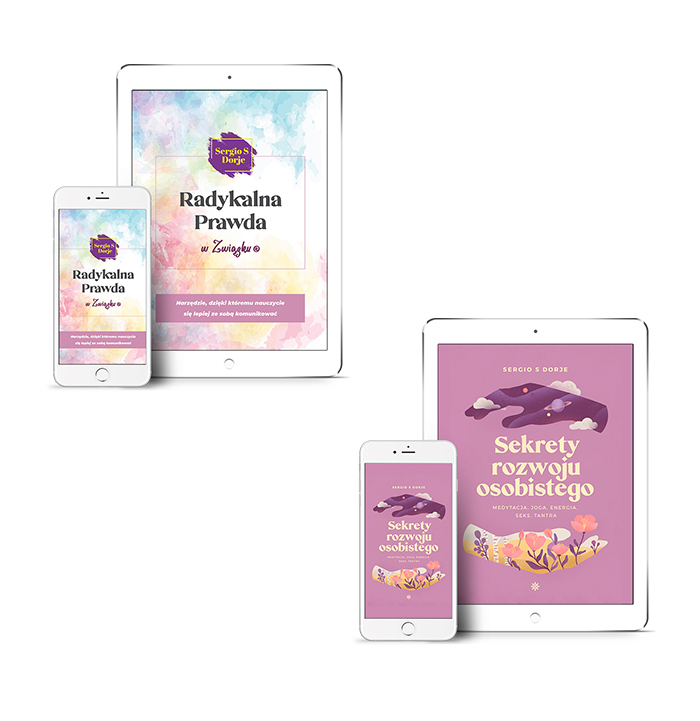 Sergio S
Dorje
Radykalna
Prawda
w Związku ®
Narzędzie, dzięki któremu nauczycie
się lepiej ze sobą komunikować
Sergio S
Dorje
Radykalna
Prawda
w Związku ®
Narzędzie, dzięki któremu nauczycie
się lepiej ze sobą komunikować
SERGIO S DORJE
Sekrety
rozwoju
osobistego
MEDYTACJA, JOGA, ENERGIA,
SEKS, TANTRA
SERGIO S DORJE
Sekrety
rozwoju
osobistego
MEDYTACJA, JOGA, ENERGIA,
SEKS, TANTRA